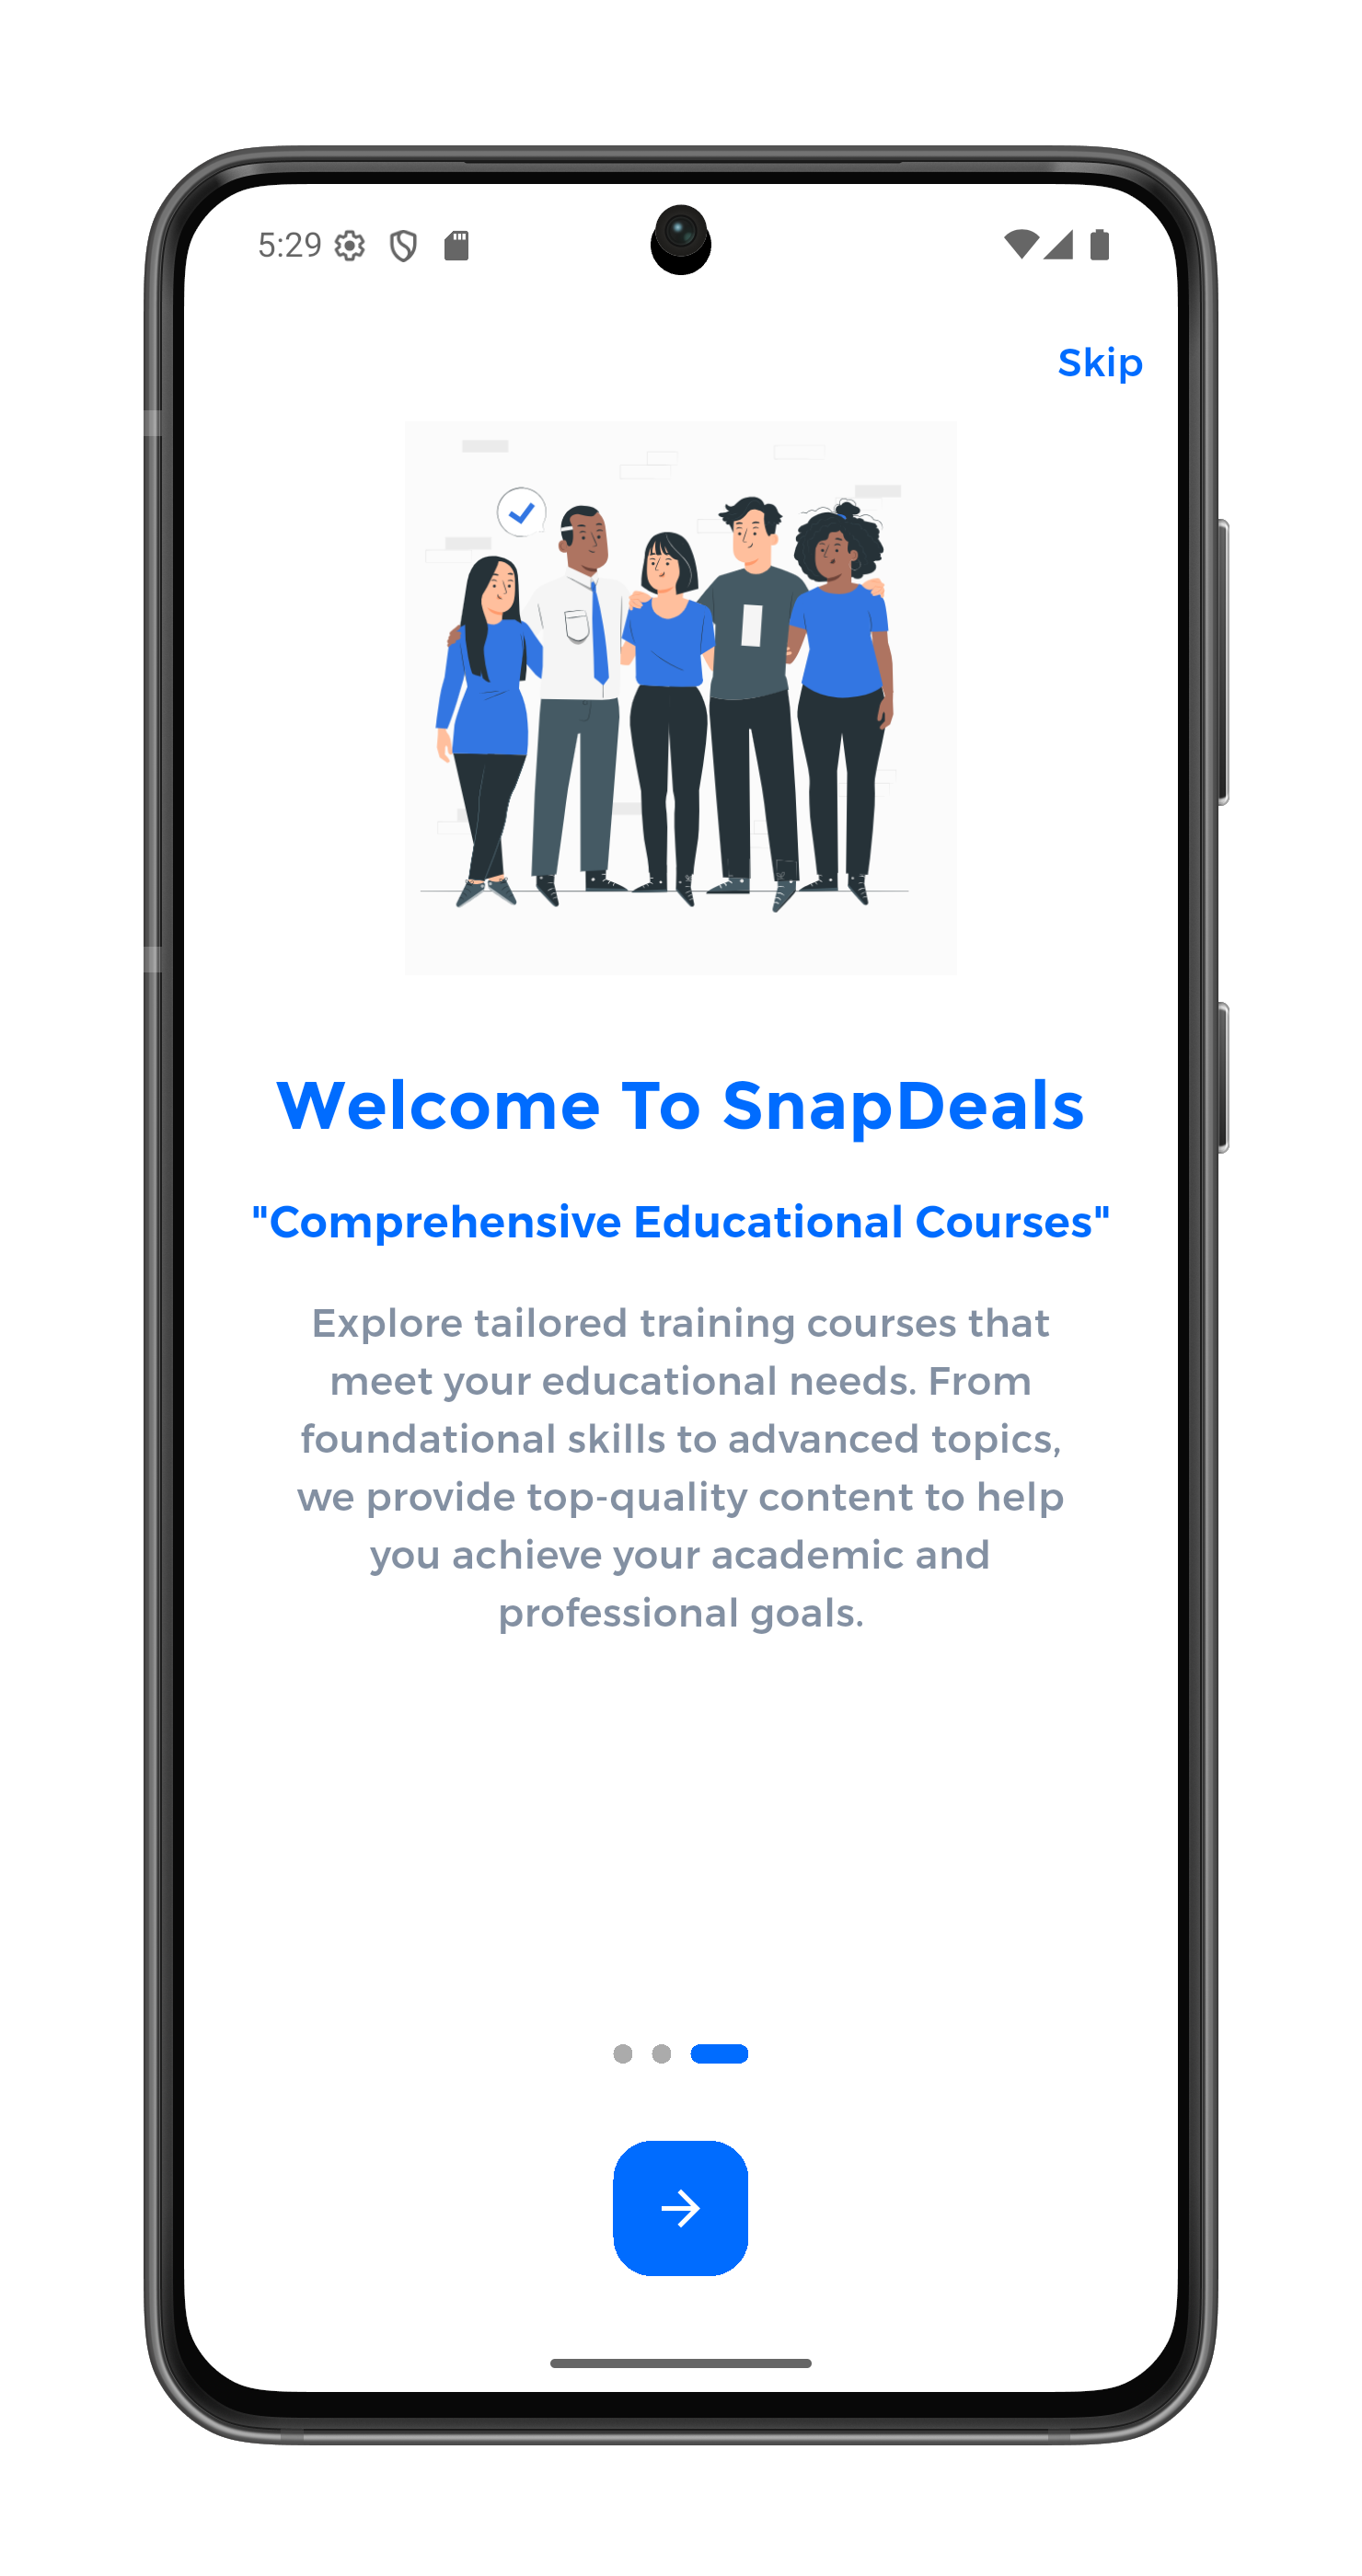 5:29
Skip
Welcome To SnapDeals
"Comprehensive Educational Courses"
Explore tailored training courses that
meet your educational needs. From
foundational skills to advanced topics,
we provide top-quality content to help
you achieve your academic and
professional goals.